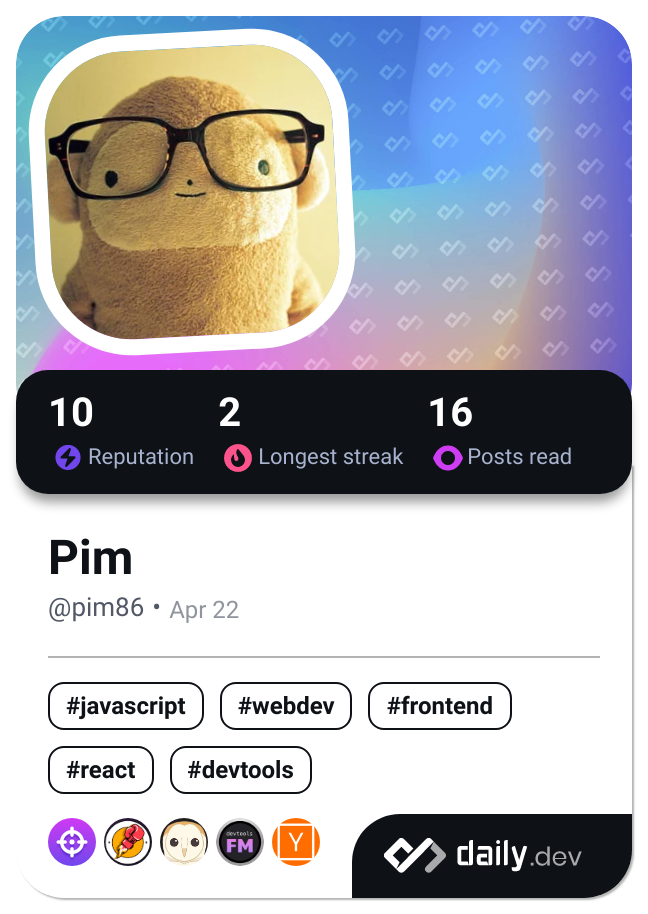 10 2 16
Reputation Longest streak Posts read
Pim
@pim86 • Apr 22
#javascript #webdev #frontend
#react #devtools
devtools
FM
Y
daily.dev